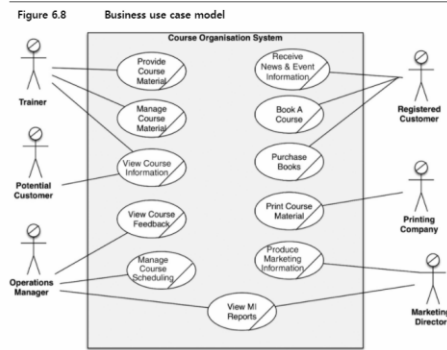 Figure 6.8 Business use case model
Course Organisation System
Provide
Course
Material
Receive
News & Event
Information
Trainer
Manage
Course
Material
Book A
Course
Registered
Customer
View Course
Information
Purchase
Books
Potential
Customer
View Course
Feedback
Print Course
Material
Printing
Company
Manage
Course
Scheduling
Produce
Marketing
Information
Operations
Manager
View MI
Reports
Marketing
Director